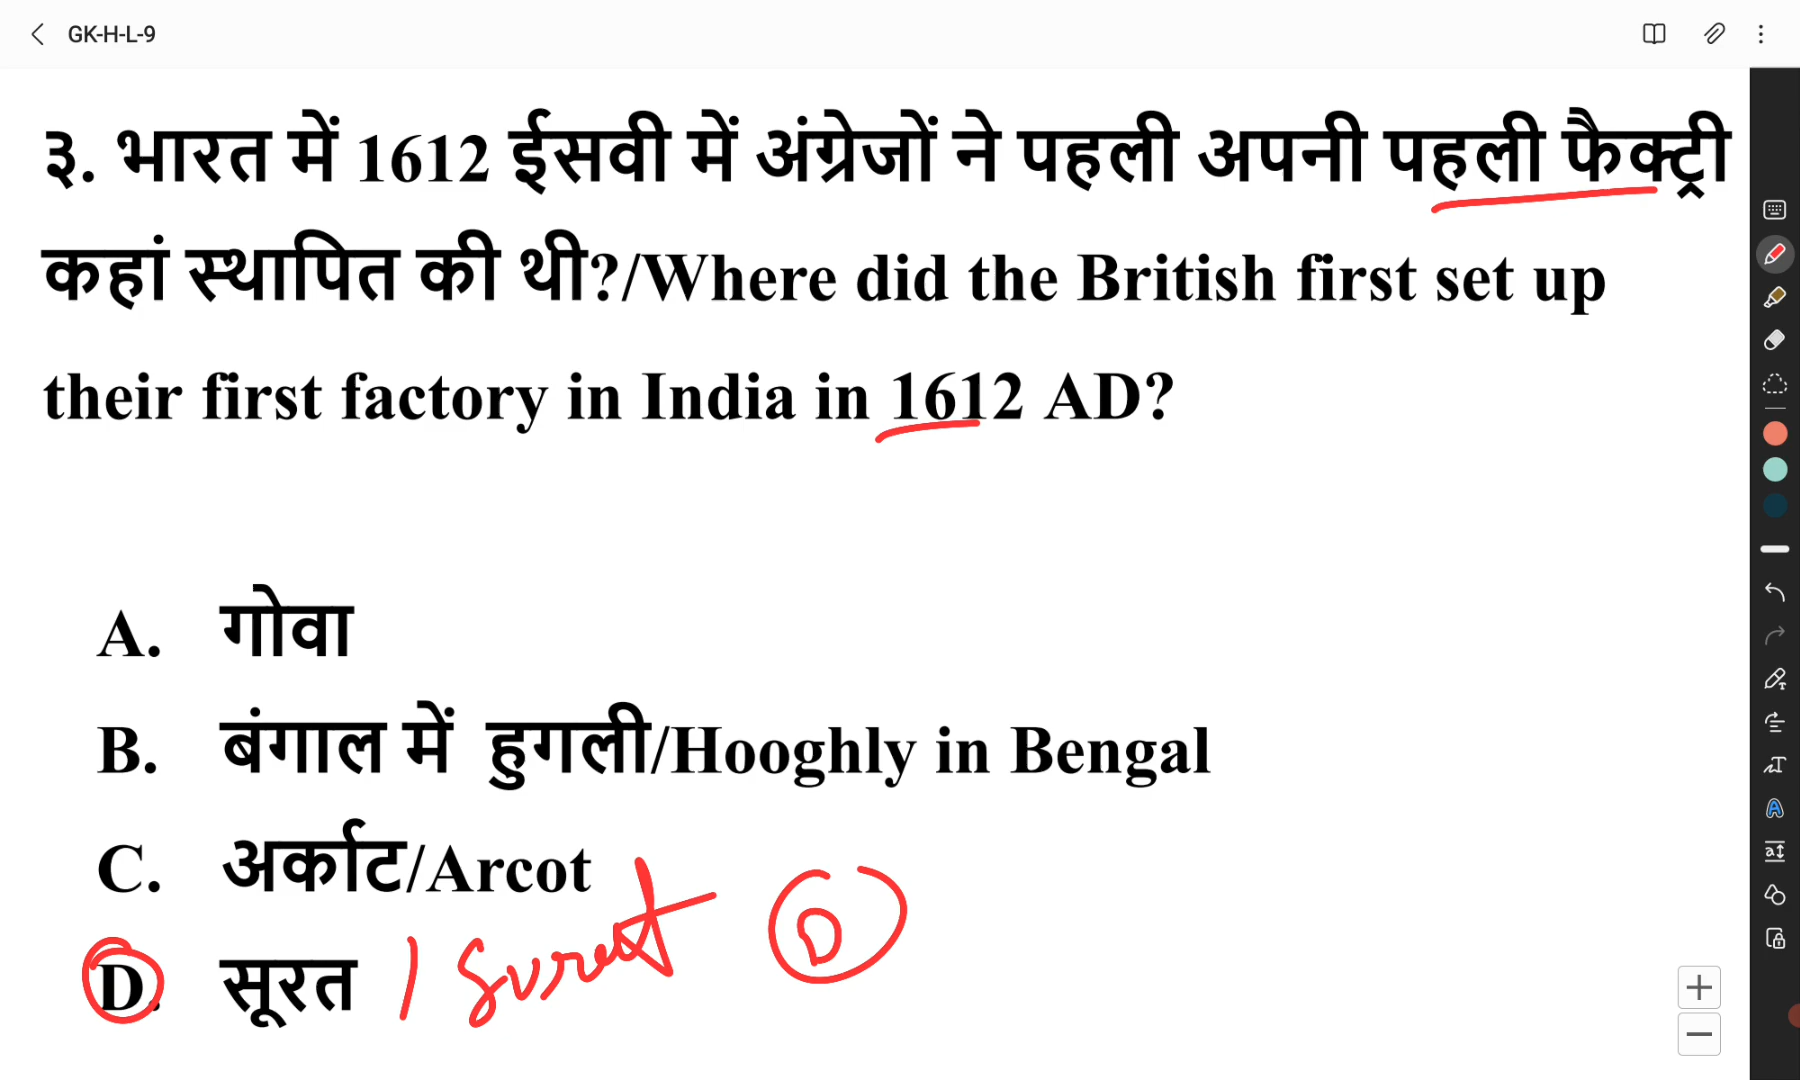 GK-H-L-9
३. भारत में 1612 ईसवी में अंग्रेजों ने पहली अपनी पहली फैक्ट्री
कहां स्थापित की थी?/Where did the British first set up
their first factory in India in 1612 AD?
A. गोवा
B. बंगाल में हुगली/Hooghly in Bengal
C. अर्काट/Arcot
D. सूरत / Surat D